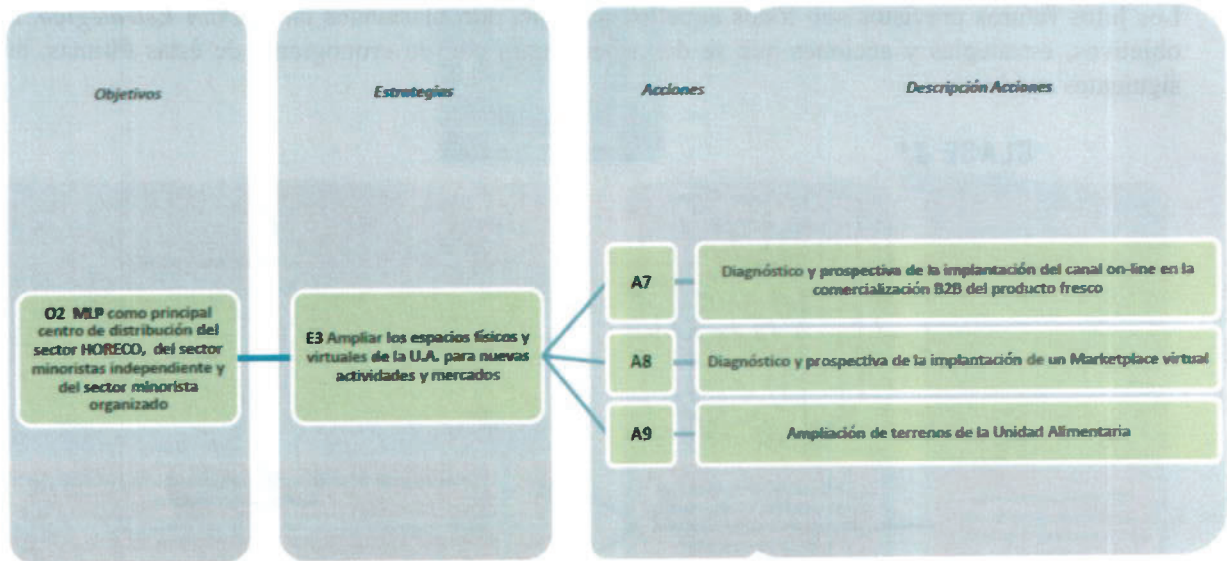 Objetivos
Estrategias
Acciones
Descripción Acciones
O2 MLP como principal
centro de distribución del
sector HORECO, del sector
minoristas independiente y
del sector minorista
organizado
E3 Ampliar los espacios físicos y
virtuales de la U.A. para nuevas
actividades y mercados
A7
Diagnóstico y prospectiva de la implantación del canal on-line en la
comercialización B2B del producto fresco
A8
Diagnóstico y prospectiva de la implantación de un Marketplace virtual
A9
Ampliación de terrenos de la Unidad Alimentaria